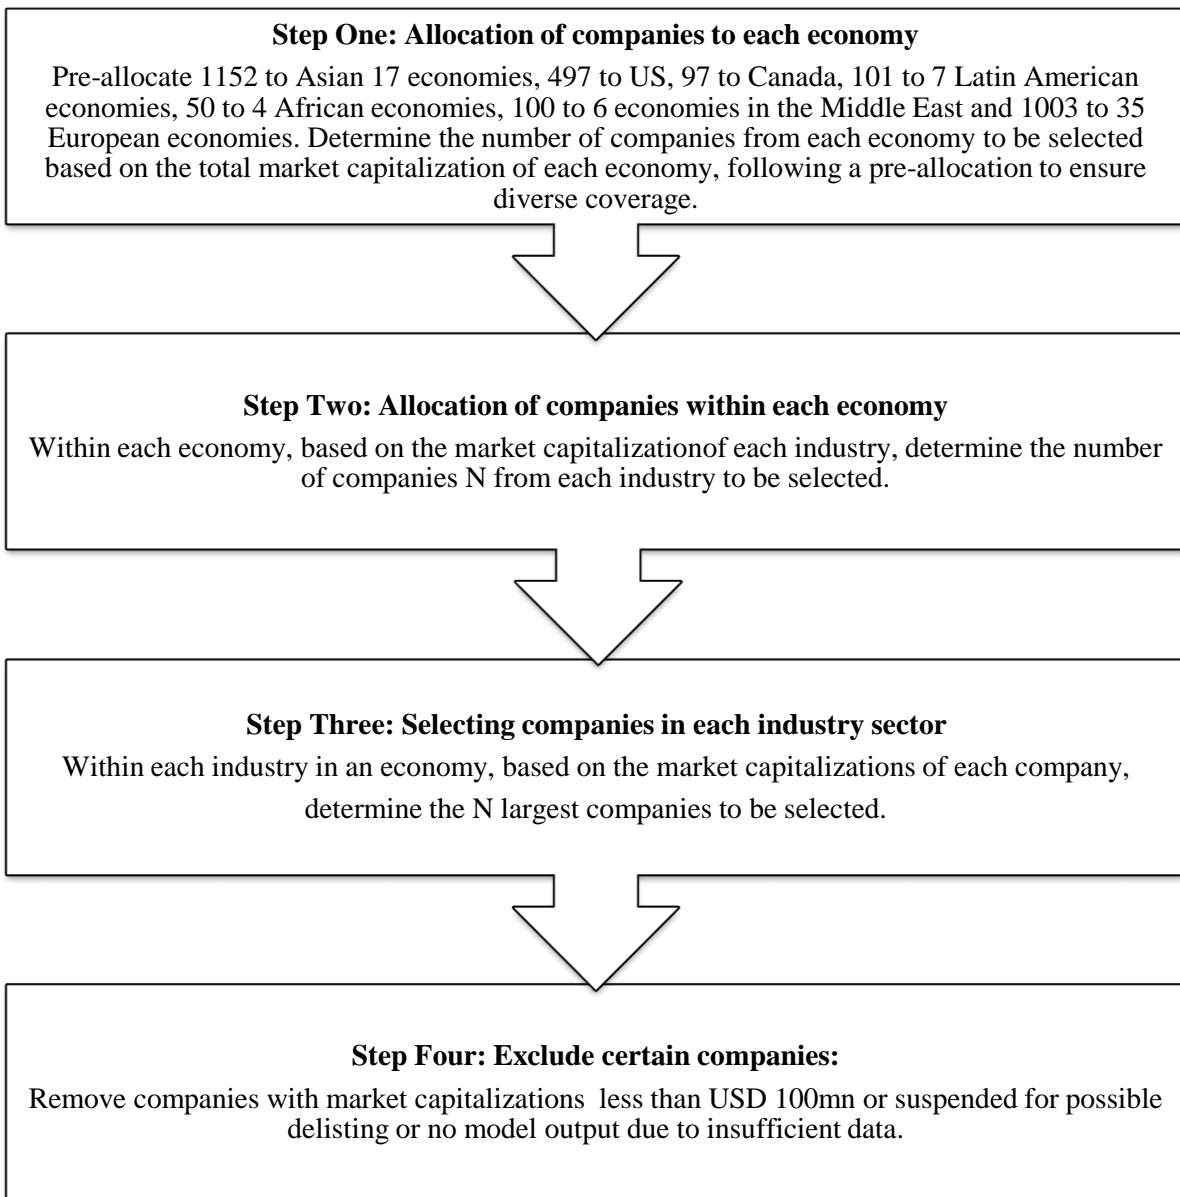 Step One: Allocation of companies to each economy
Pre-allocate 1152 to Asian 17 economies, 497 to US, 97 to Canada, 101 to 7 Latin American
economies, 50 to 4 African economies, 100 to 6 economies in the Middle East and 1003 to 35
European economies. Determine the number of companies from each economy to be selected
based on the total market capitalization of each economy, following a pre-allocation to ensure
diverse coverage.
Step Two: Allocation of companies within each economy
Within each economy, based on the market capitalizationof each industry, determine the number
of companies N from each industry to be selected.
Step Three: Selecting companies in each industry sector
Within each industry in an economy, based on the market capitalizations of each company,
determine the N largest companies to be selected.
Step Four: Exclude certain companies:
Remove companies with market capitalizations less than USD 100mn or suspended for possible
delisting or no model output due to insufficient data.